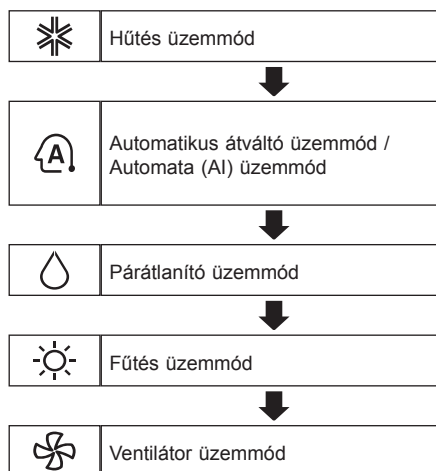 Hűtés üzemmód
A
Automatikus átváltó üzemmód /
Automata (AI) üzemmód
Párátlanító üzemmód
Fűtés üzemmód
Ventilátor üzemmód